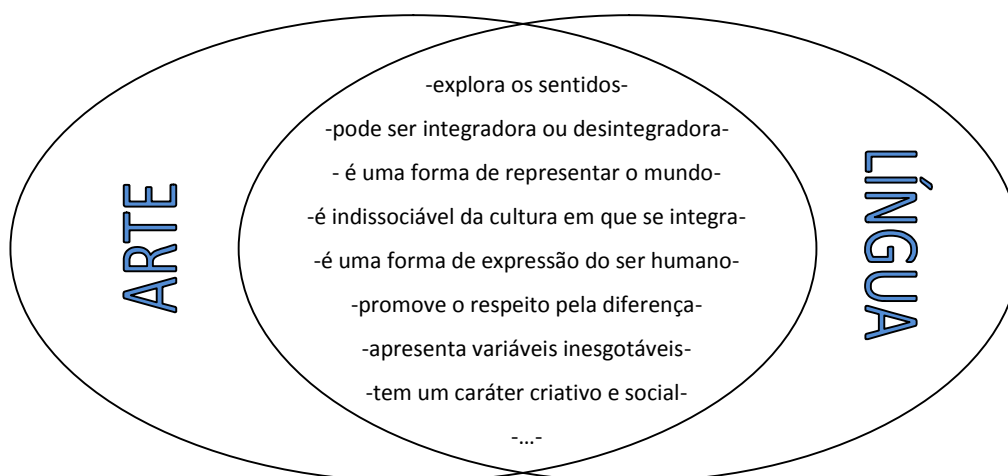 ARTE
-explora os sentidos-
-pode ser integradora ou desintegradora-
- é uma forma de representar o mundo-
-é indissociável da cultura em que se integra-
-é uma forma de expressão do ser humano-
-promove o respeito pela diferença-
-apresenta variáveis inesgotáveis-
-tem um caráter criativo e social-
-...-
LÍNGUA